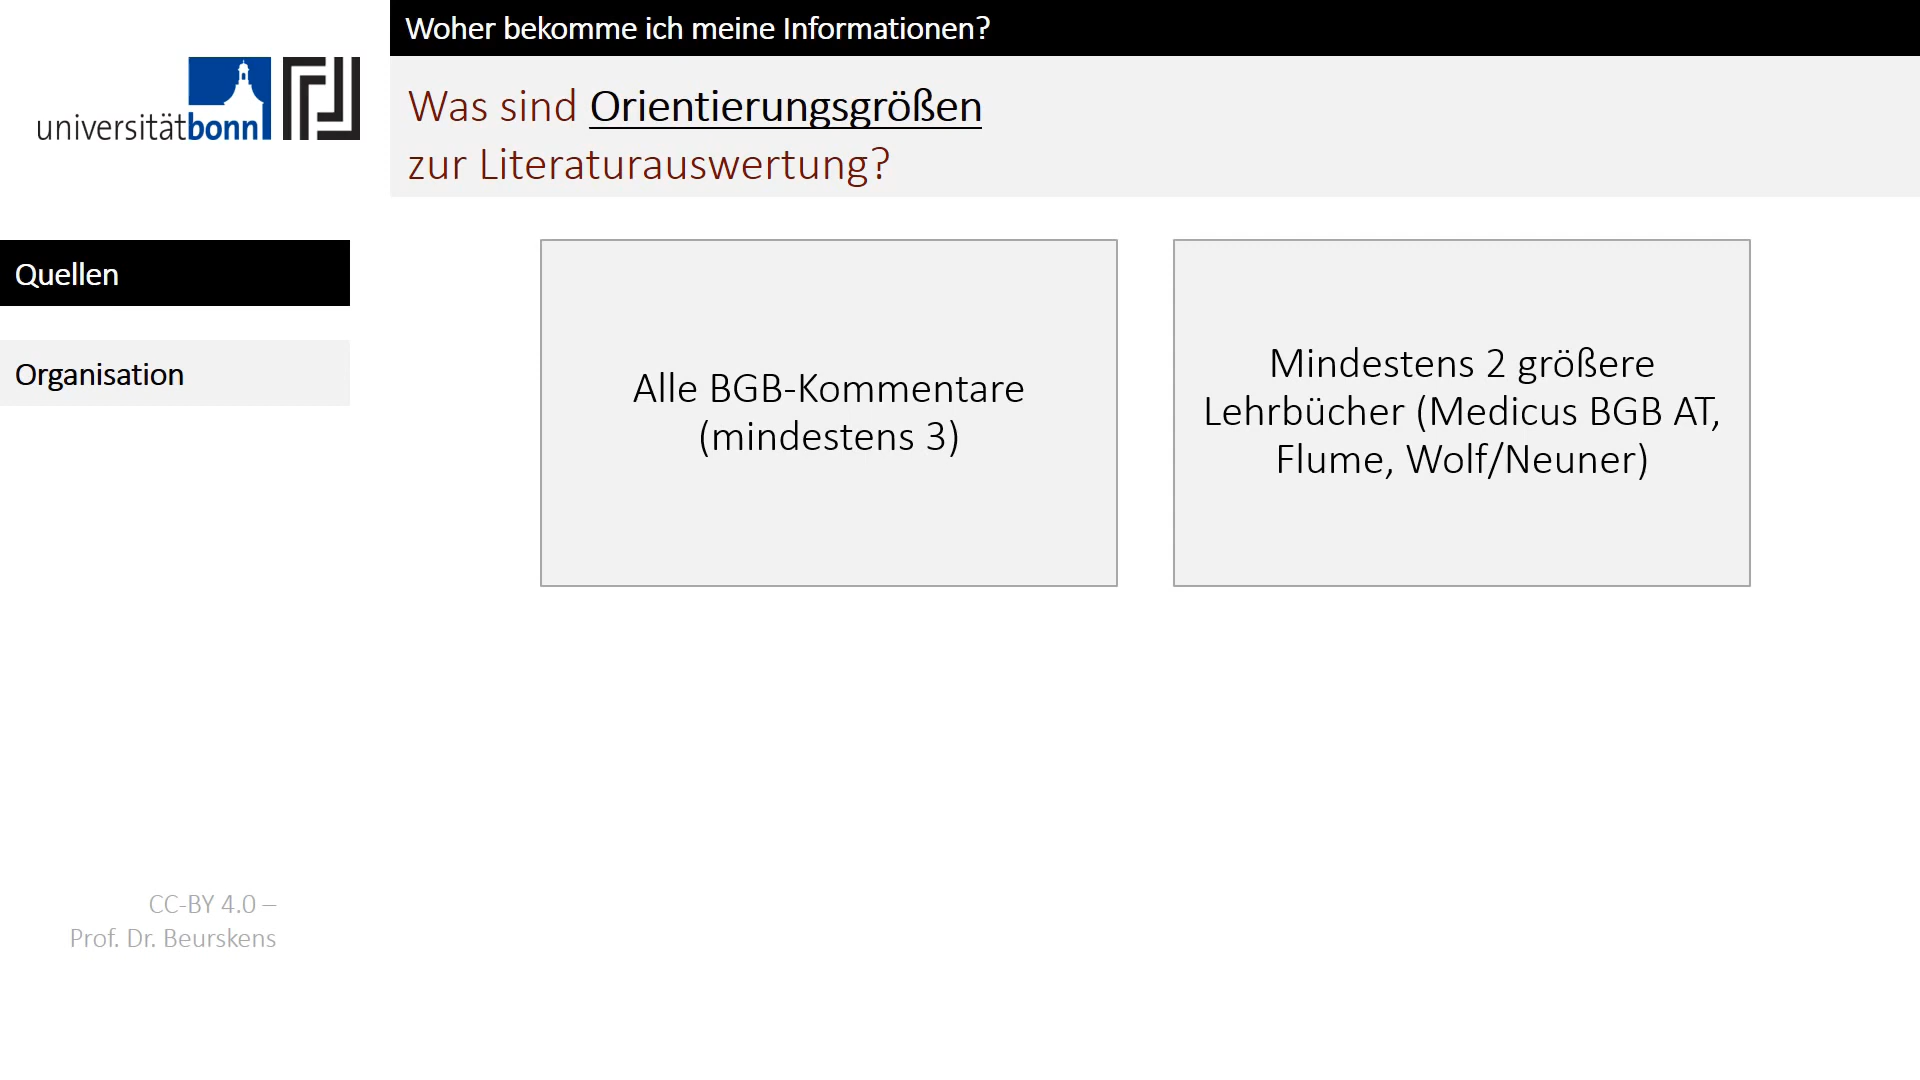 Woher bekomme ich meine Informationen?
universitätbonn
Was sind Orientierungsgrößen
zur Literaturauswertung?
Quellen
Organisation
Alle BGB-Kommentare
(mindestens 3)
Mindestens 2 größere
Lehrbücher (Medicus BGB AT,
Flume, Wolf/Neuner)
CC-BY 4.0 –
Prof. Dr. Beurskens